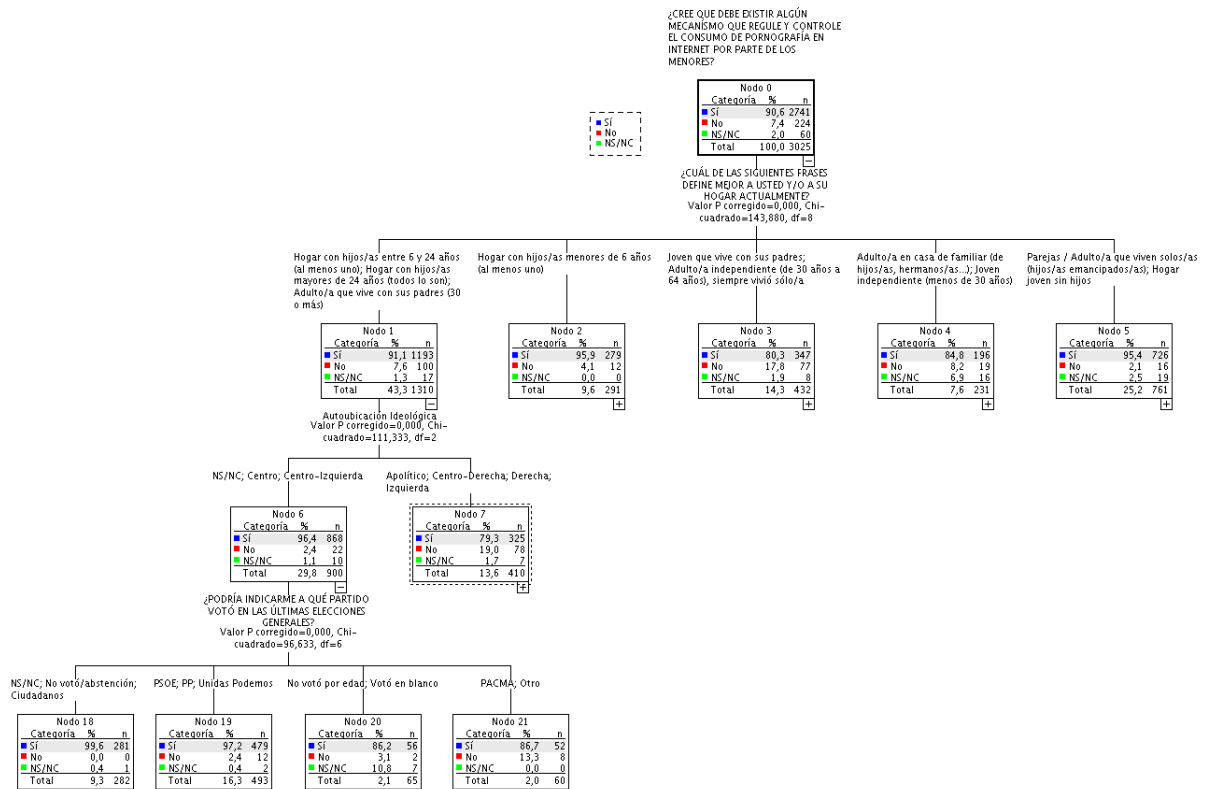 ¿CREE QUE DEBE EXISTIR ALGÚN
MECANISMO QUE REGULE Y CONTROLE
EL CONSUMO DE PORNOGRAFÍA EN
INTERNET POR PARTE DE LOS
MENORES?
Nodo 0
Categoría % n
Sí 90,6 2741
No 7,4 224
NS/NC 2,0 60
Total 100,0 3025
Sí
No
NS/NC
¿CUÁL DE LAS SIGUIENTES FRASES
DEFINE MEJOR A USTED Y/O A SU
HOGAR ACTUALMENTE?
Valor P corregido=0,000, Chi-
cuadrado=143,880, df=8
Hogar con hijos/as entre 6 y 24 años
(al menos uno); Hogar con hijos/as
mayores de 24 años (todos lo son);
Adulto/a que vive con sus padres (30
o más)
Nodo 1
Categoría % n
Sí 91,1 1193
No 7,6 100
NS/NC 1,3 17
Total 43,3 1310
Hogar con hijos/as menores de 6 años
(al menos uno)
Nodo 2
Categoría % n
Sí 95,9 279
No 4,1 12
NS/NC 0,0 0
Total 9,6 291
Joven que vive con sus padres;
Adulto/a independiente (de 30 años a
64 años), siempre vivió sólo/a
Nodo 3
Categoría % n
Sí 80,3 347
No 17,8 77
NS/NC 1,9 8
Total 14,3 432
Adulto/a en casa de familiar (de
hijos/as, hermanos/as...); Joven
independiente (menos de 30 años)
Nodo 4
Categoría % n
Sí 84,8 196
No 8,2 19
NS/NC 6,9 16
Total 7,6 231
Parejas / Adulto/a que viven solos/as
(hijos/as emancipados/as); Hogar
joven sin hijos
Nodo 5
Categoría % n
Sí 95,4 726
No 2,1 16
NS/NC 2,5 19
Total 25,2 761
Autoubicación Ideológica
Valor P corregido=0,000, Chi-
cuadrado=111,333, df=2
NS/NC; Centro; Centro-Izquierda
Nodo 6
Categoría % n
Sí 96,4 868
No 2,4 22
NS/NC 1,1 10
Total 29,8 900
Apolítico; Centro-Derecha; Derecha;
Izquierda
Nodo 7
Categoría % n
Sí 79,3 325
No 19,0 78
NS/NC 1,7 7
Total 13,6 410
¿PODRÍA INDICARME A QUÉ PARTIDO
VOTÓ EN LAS ÚLTIMAS ELECCIONES
GENERALES?
Valor P corregido=0,000, Chi-
cuadrado=96,633, df=6
NS/NC; No votó/abstención;
Ciudadanos
Nodo 18
Categoría % n
Sí 99,6 281
No 0,0 0
NS/NC 0,4 1
Total 9,3 282
PSOE; PP; Unidas Podemos
Nodo 19
Categoría % n
Sí 97,2 479
No 2,4 12
NS/NC 0,4 2
Total 16,3 493
No votó por edad; Votó en blanco
Nodo 20
Categoría % n
Sí 86,2 56
No 3,1 2
NS/NC 10,8 7
Total 2,1 65
PACMA; Otro
Nodo 21
Categoría % n
Sí 86,7 52
No 13,3 8
NS/NC 0,0 0
Total 2,0 60